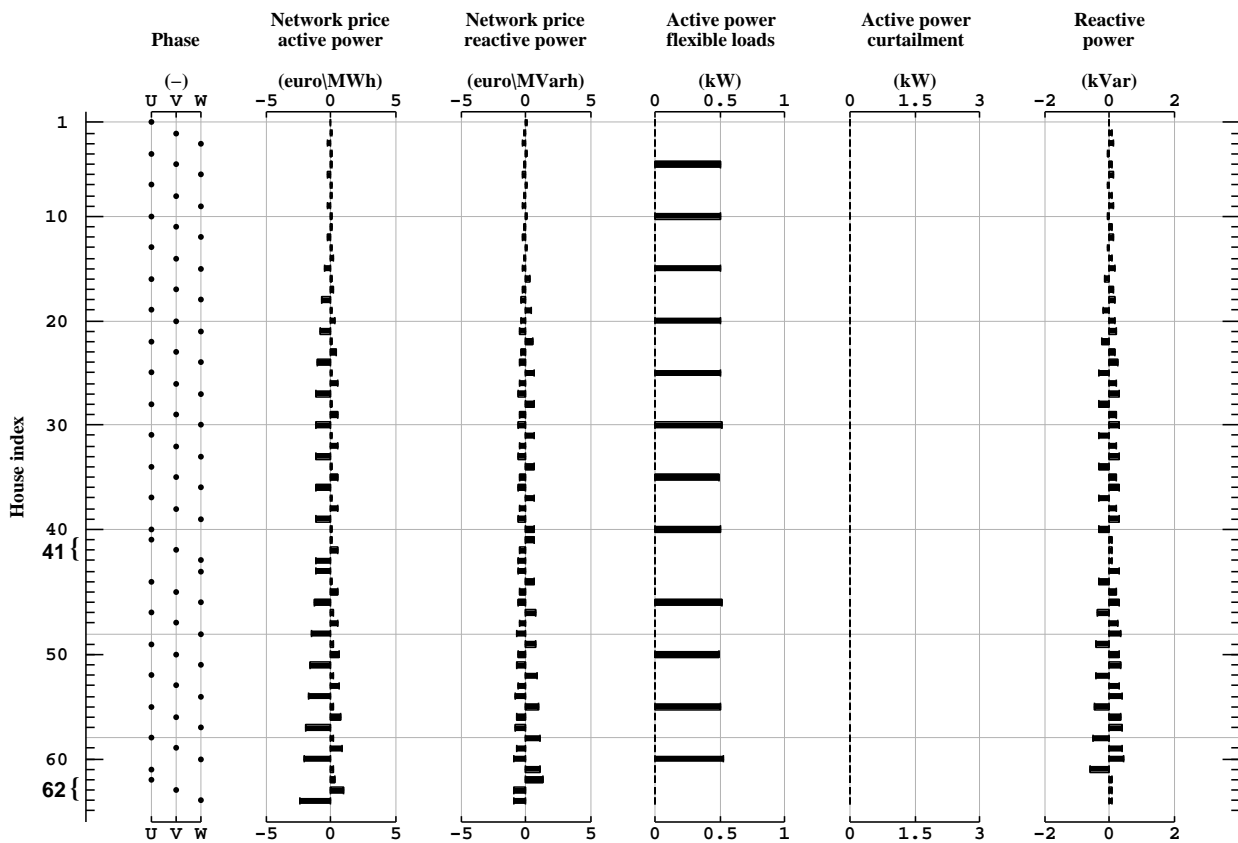 Phase
Network price
active power
Network price
reactive power
Active power
flexible loads
Active power
curtailment
Reactive
power
(−) (euro\MWh) (euro\MVarh) (kW) (kW) (kVar)
U V W −5 0 5 −5 0 5 0 0.5 1 0 1.5 3 −2 0 2
1
10
20
30
40
41 {
50
60
62 {
House index
U V W −5 0 5 −5 0 5 0 0.5 1 0 1.5 3 −2 0 2